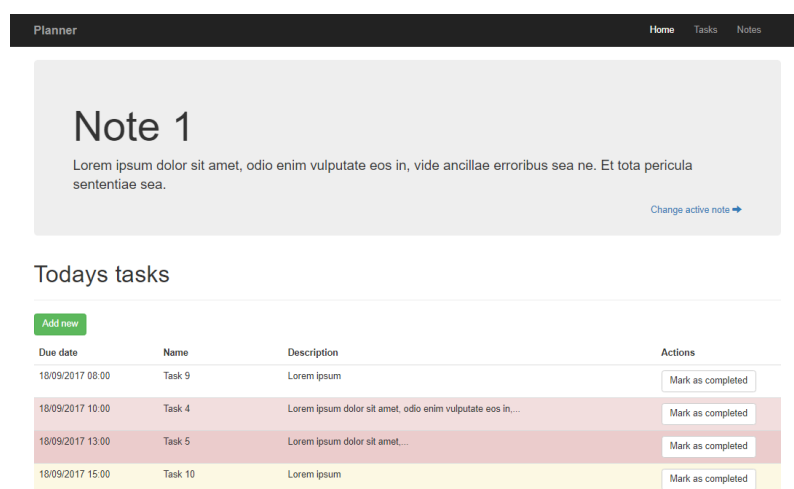 Planner Home Tasks Notes
Note 1
Lorem ipsum dolor sit amet, odio enim vulputate eos in, vide ancillae erroribus sea ne. Et tota pericula
sententiae sea.
Change active note
Todays tasks
Add new
Due date Name Description Actions
18/09/2017 08:00 Task 9 Lorem ipsum Mark as completed
18/09/2017 10:00 Task 4 Lorem ipsum dolor sit amet, odio enim vulputate eos in,... Mark as completed
18/09/2017 13:00 Task 5 Lorem ipsum dolor sit amet,... Mark as completed
18/09/2017 15:00 Task 10 Lorem ipsum Mark as completed